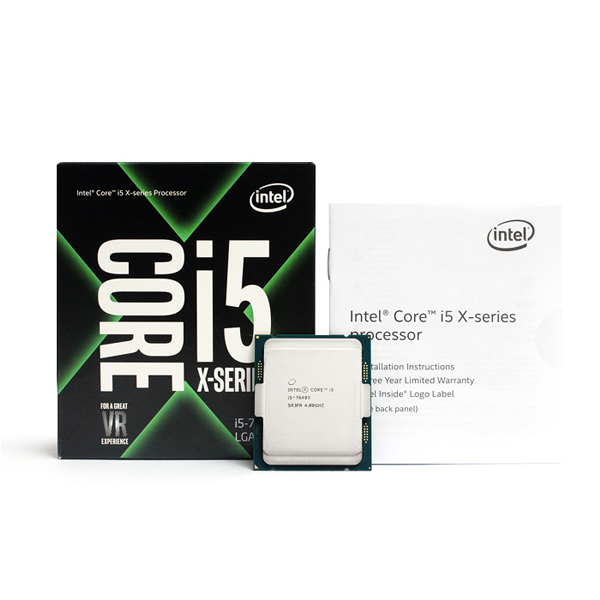 Intel® Core™ i5 X-series Processor
intel
CORE
i5
X-SERI
i5-7
LGA
FOR A GREAT
VR
EXPERIENCE
INTEL® CORE™ i5
i5-7640X
SR3FR 4.00GHZ
intel
Intel® Core™ i5 X-series
processor
stallation Instructions
ree Year Limited Warranty
el Inside® Logo Label
back panel)